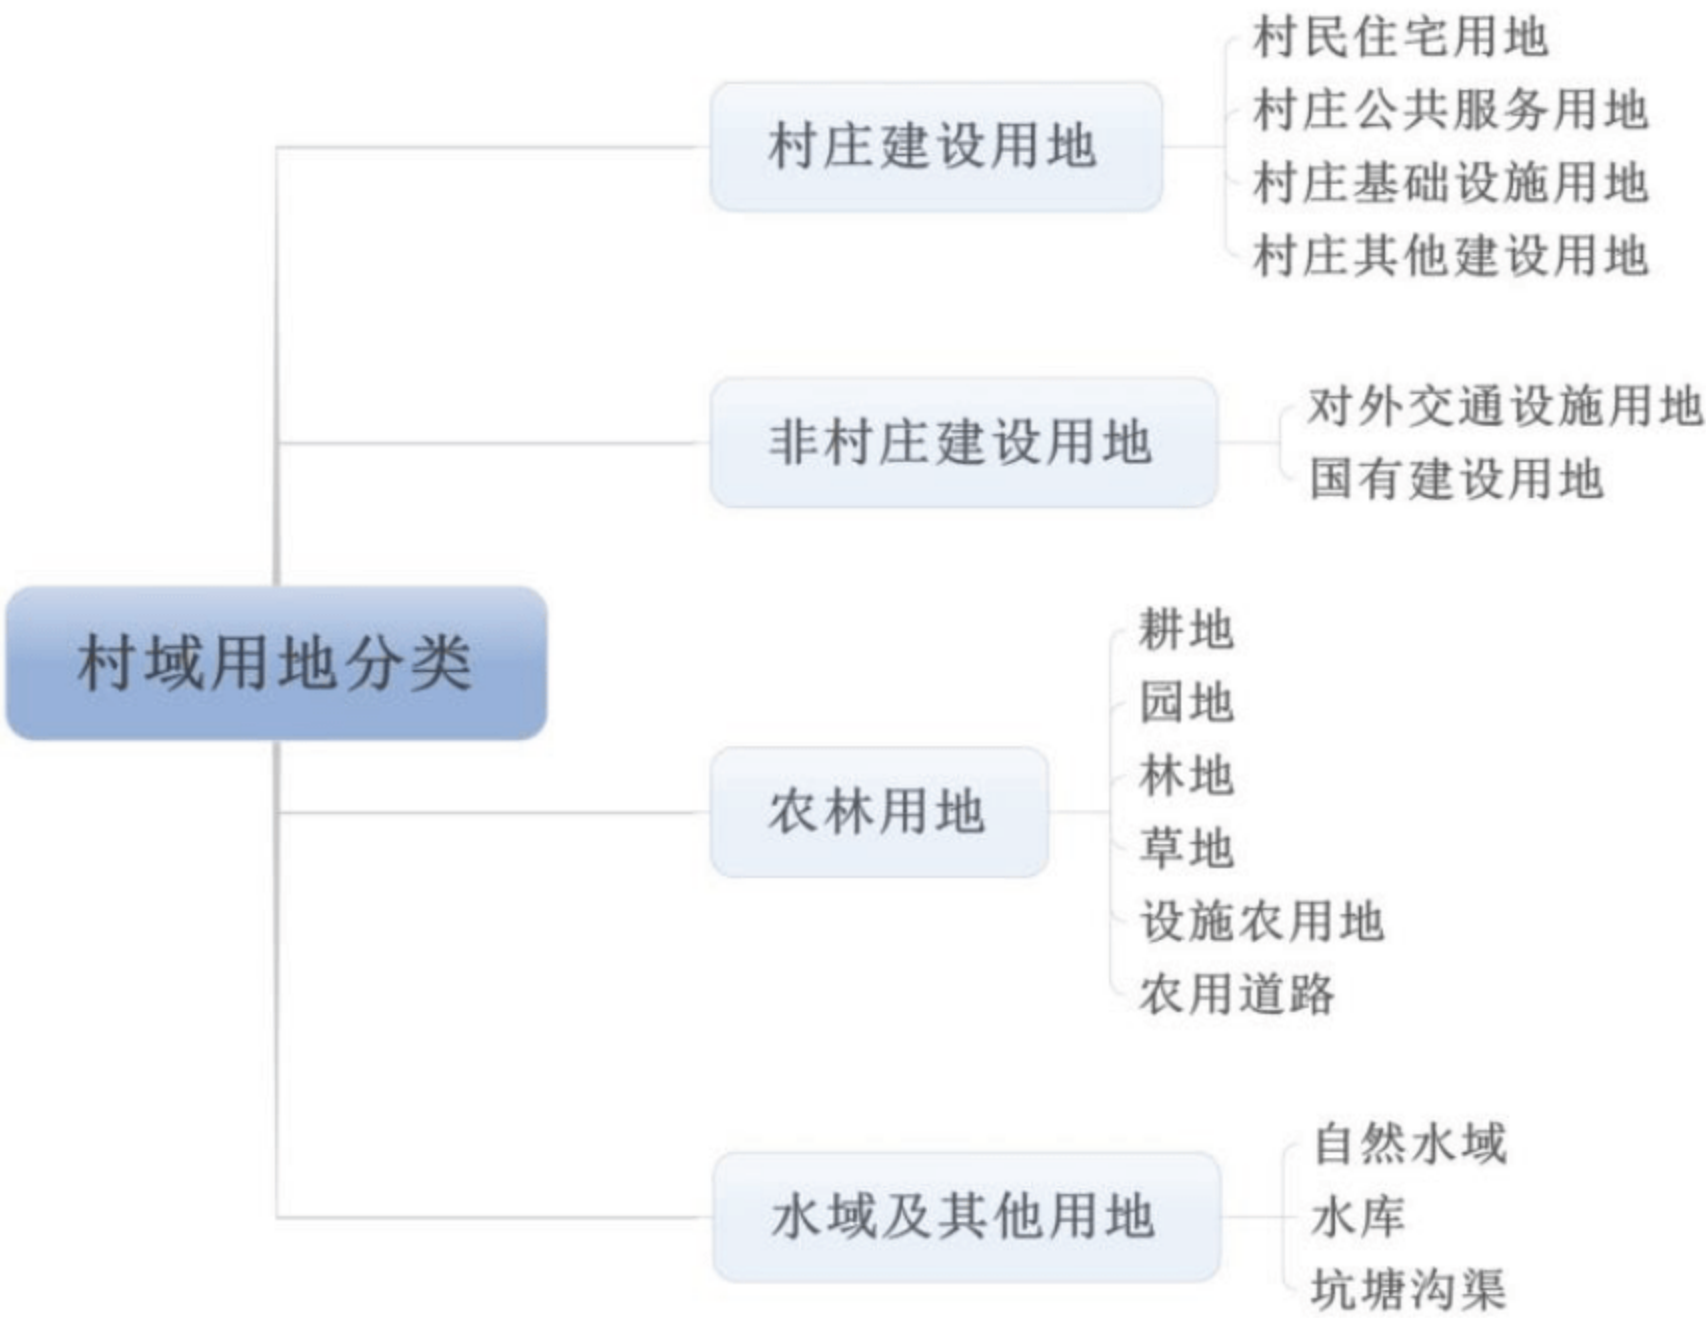 村域用地分类
村庄建设用地
村民住宅用地
村庄公共服务用地
村庄基础设施用地
村庄其他建设用地
非村庄建设用地
对外交通设施用地
国有建设用地
农林用地
耕地
园地
林地
草地
设施农用地
农用道路
水域及其他用地
自然水域
水库
坑塘沟渠